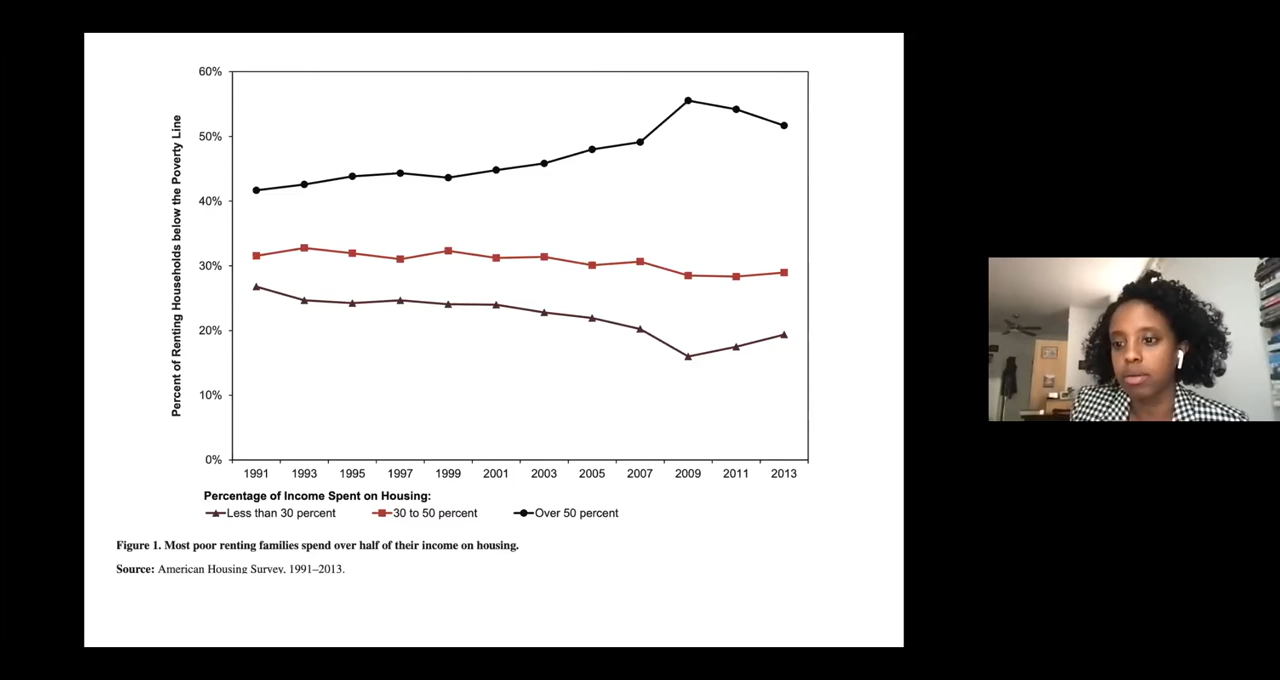 60%
50%
40%
30%
20%
10%
0%
Percent of Renting Households below the Poverty Line
1991 1993 1995 1997 1999 2001 2003 2005 2007 2009 2011 2013
Percentage of Income Spent on Housing:
Less than 30 percent 30 to 50 percent Over 50 percent
Figure 1. Most poor renting families spend over half of their income on housing.
Source: American Housing Survey, 1991–2013.